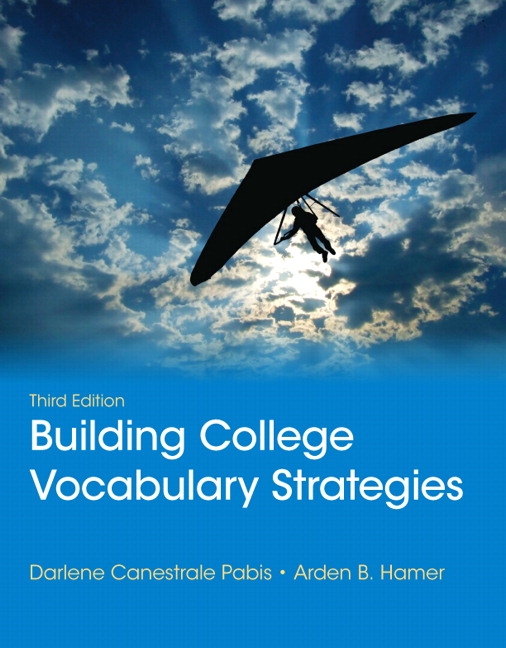 Third Edition
Building College
Vocabulary Strategies
Darlene Canestrale Pabis • Arden B. Hamer